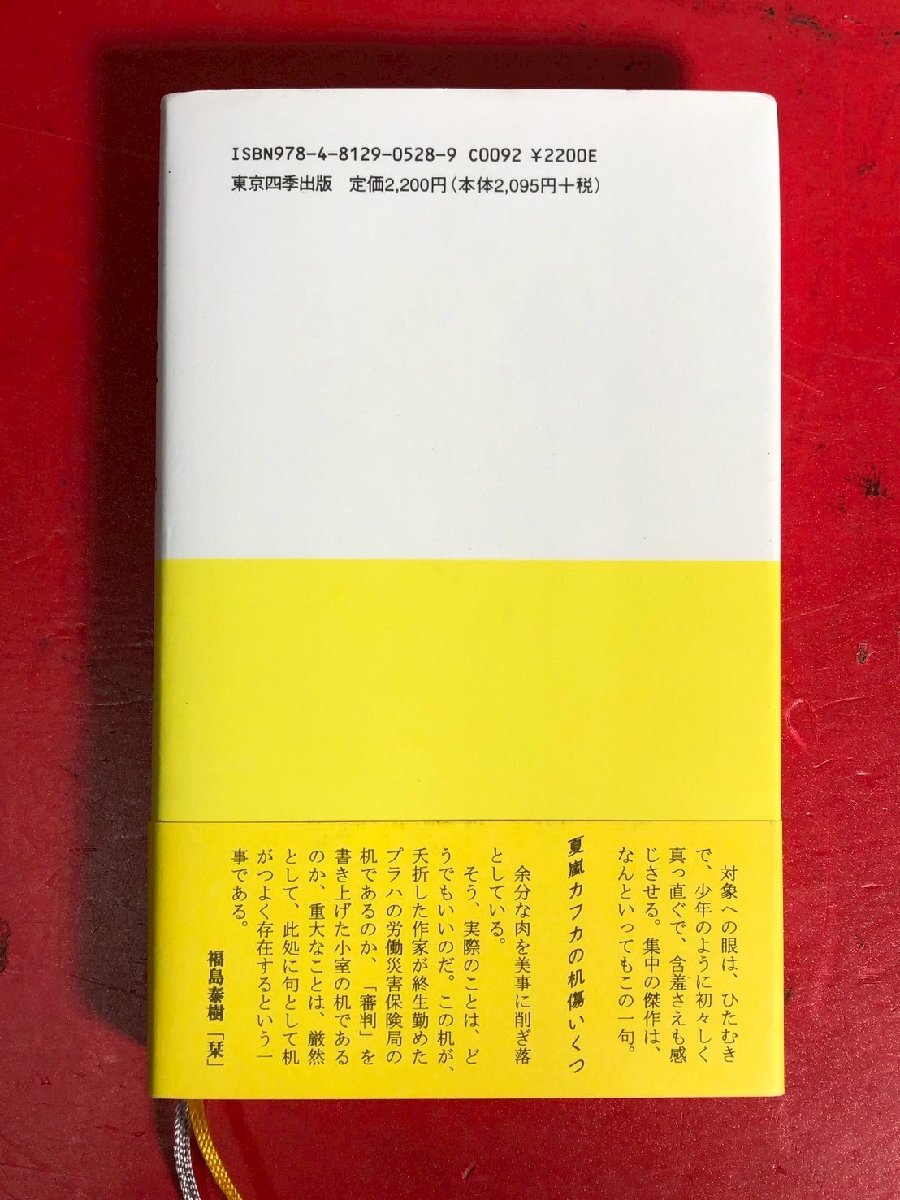 ISBN978-4-8129-0528-9 C0092 ¥2200E
東京四季出版 定価2,200円(本体2,095円+税)
対象への眼は、ひたむき
で、少年のように初々しく
真っ直ぐで、含羞さえも感
じさせる。集中の傑作は、
なんといってもこの一句。
夏嵐カフカの机傷いくつ
余分な肉を美事に削ぎ落
としている。
そう、実際のことは、ど
うでもいいのだ。この机が、
夭折した作家が終生勤めた
プラハの労働災害保険局の
机であるのか、「審判」を
書き上げた小室の机である
のか、重大なことは、厳然
として、此処に句として机
がつよく存在するという一
事である。
福島泰樹「栞」